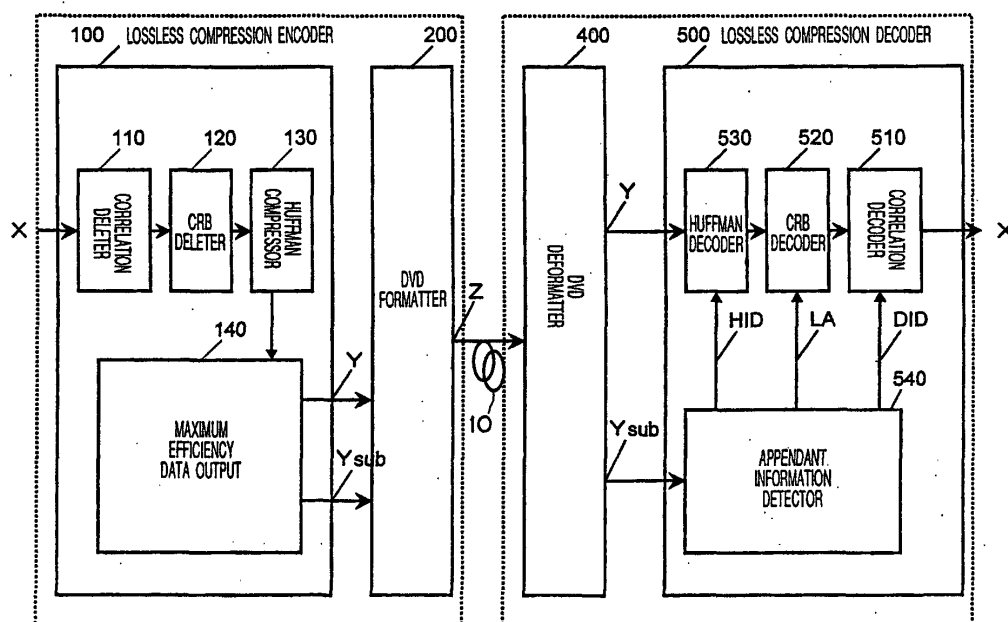 100 LOSSLESS COMPRESSION ENCODER
200
400
500 LOSSLESS COMPRESSION DECODER
110
120
130
CORRELATION
DELETER
CRB
DELETER
HUFFMAN
COMPRESSOR
X
140
MAXIMUM
EFFICIENCY
DATA OUTPUT
Y
Y sub
DVD
FORMATTER
Z
10
DVD
DEFORMATTER
Y
Y sub
530
520
510
HUFFMAN
DECODER
CRB
DECODER
CORRELATION
DECODER
X
HID
LA
DID
540
APPENDANT
INFORMATION
DETECTOR